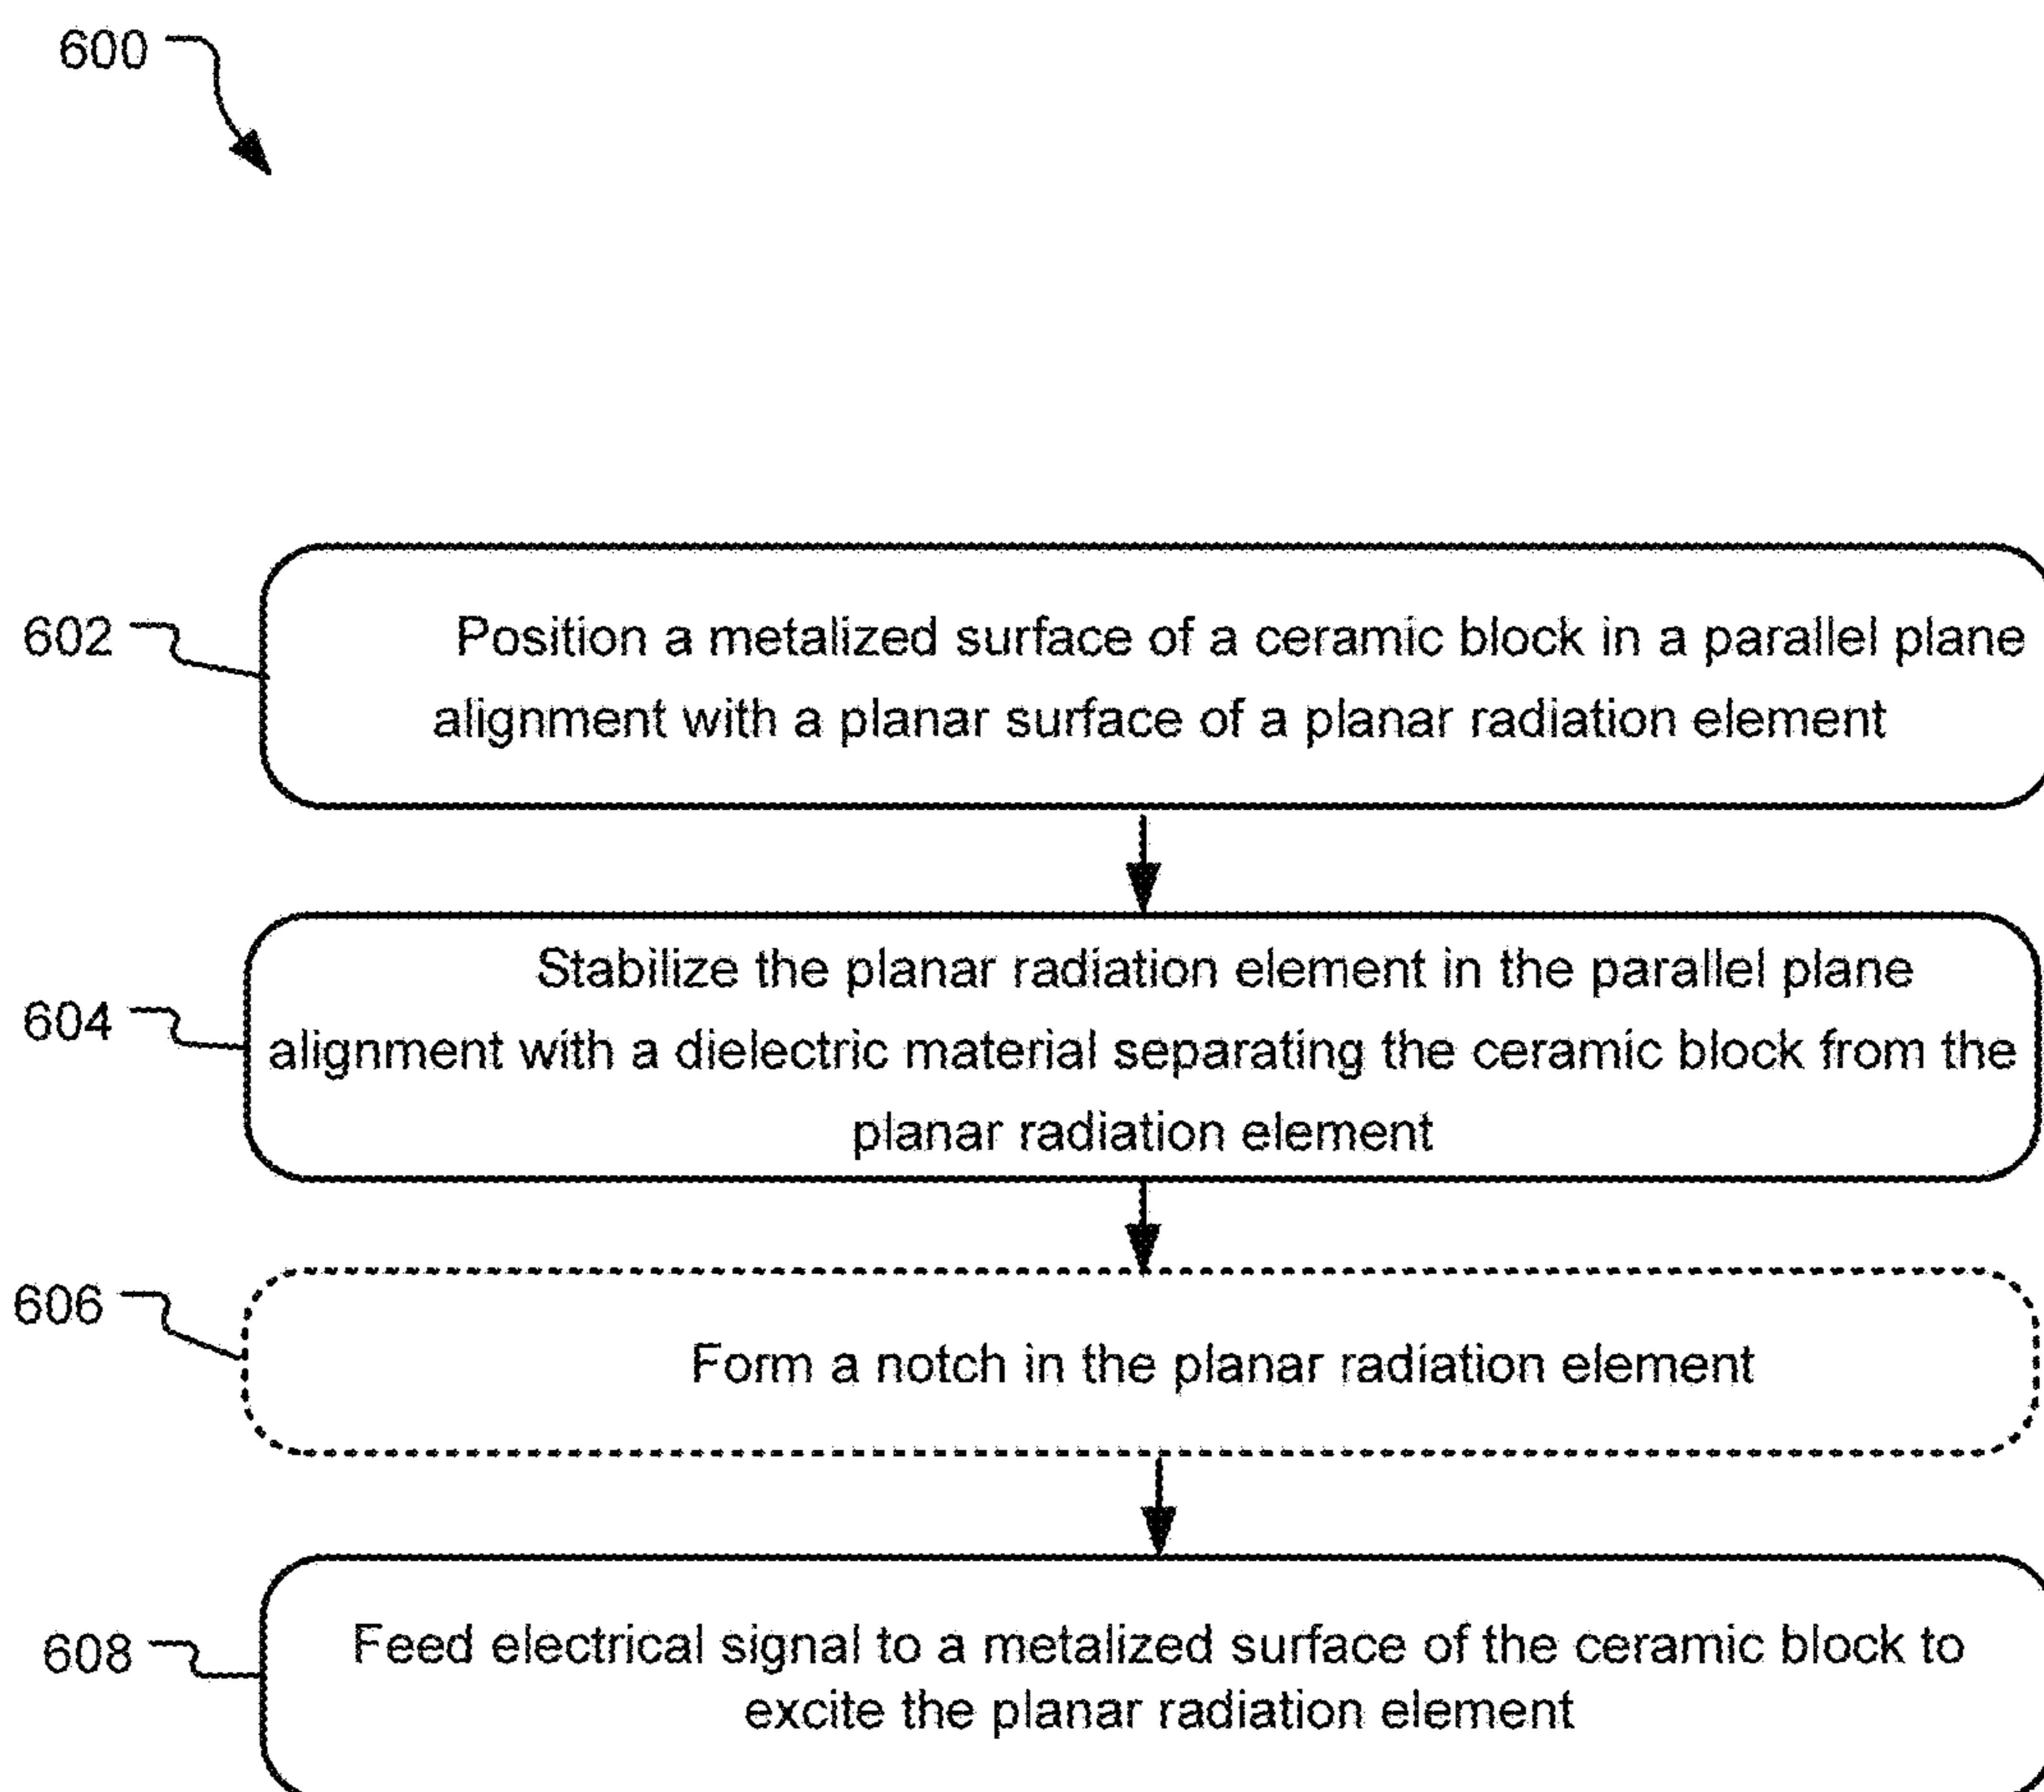 600
602
Position a metalized surface of a ceramic block in a parallel plane
alignment with a planar surface of a planar radiation element
604
Stabilize the planar radiation element in the parallel plane
alignment with a dielectric material separating the ceramic block from the
planar radiation element
606
Form a notch in the planar radiation element
608
Feed electrical signal to a metalized surface of the ceramic block to
excite the planar radiation element